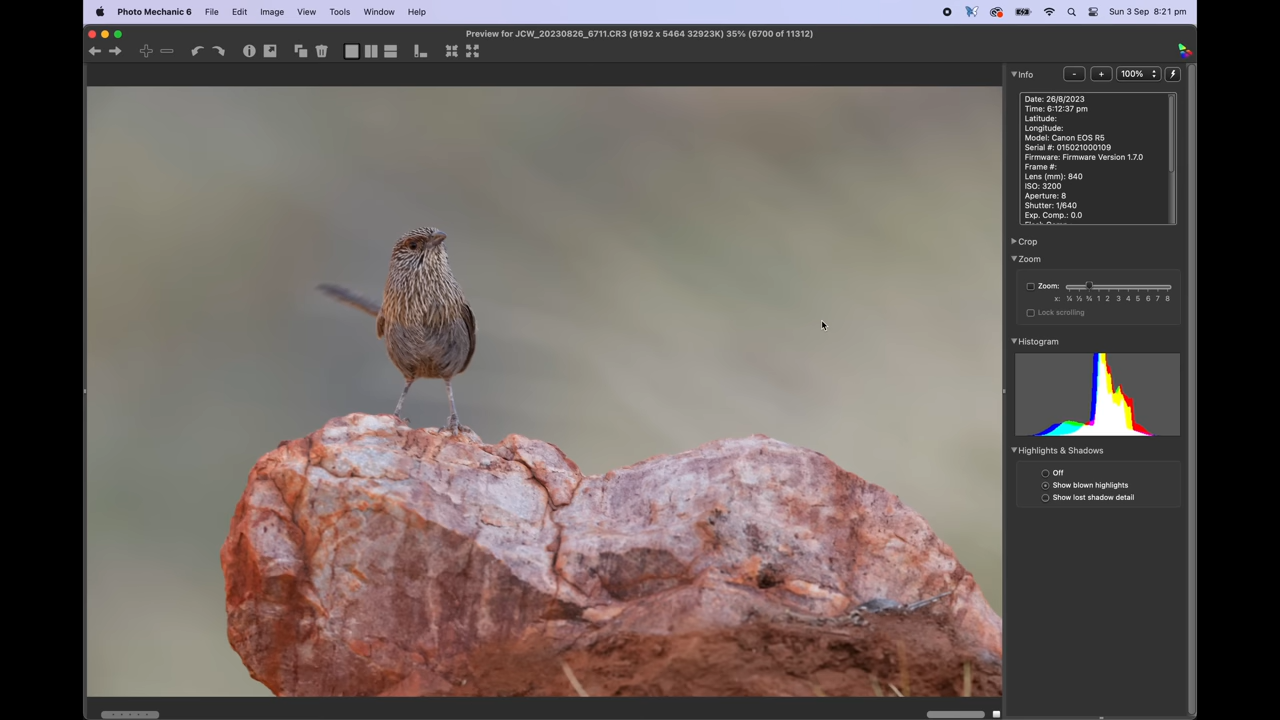 Photo Mechanic 6 File Edit Image View Tools Window Help Sun 3 Sep 8:21 pm
Preview for JCW_20230826_6711.CR3 (8192 x 5464 32923K) 35% (6700 of 11312)
Info - + 100%
Date: 26/8/2023
Time: 6:12:37 pm
Latitude:
Longitude:
Model: Canon EOS R5
Serial #: 015021000109
Firmware: Firmware Version 1.7.0
Frame #:
Lens (mm): 840
ISO: 3200
Aperture: 8
Shutter: 1/640
Exp. Comp.: 0.0
Crop
Zoom
Zoom:
x: ¼ ½ ¾ 1 2 3 4 5 6 7 8
Lock scrolling
Histogram
Highlights & Shadows
Off
Show blown highlights
Show lost shadow detail